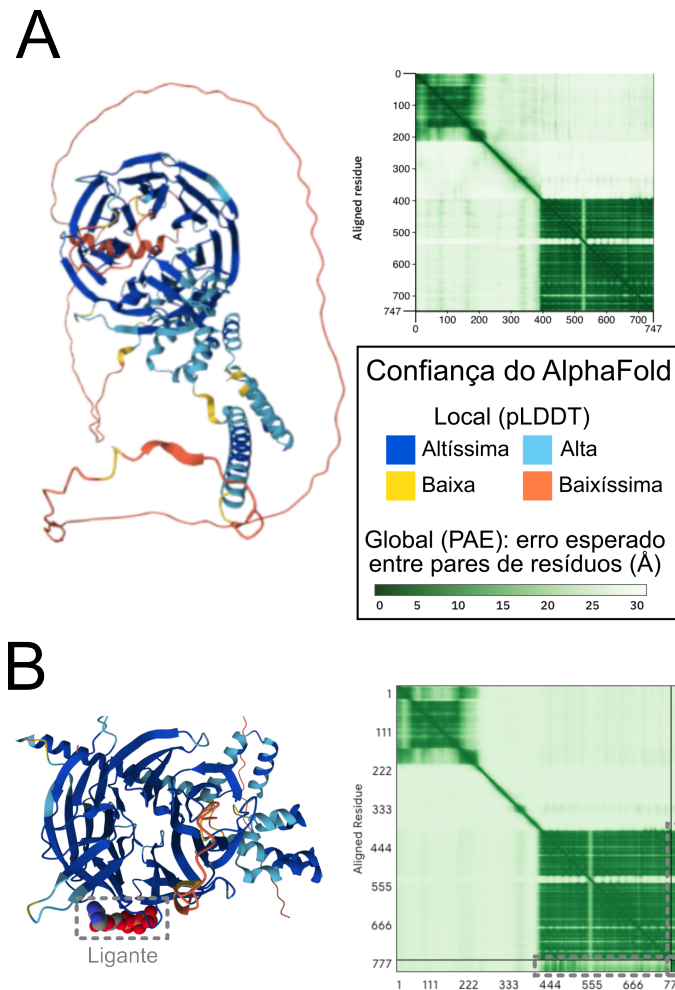 A
0
100
200
300
400
500
600
700
747
Aligned residue
0 100 200 300 400 500 600 700
747
Confiança do AlphaFold
Local (pLDDT)
Altíssima Alta
Baixa Baixíssima
Global (PAE): erro esperado
entre pares de resíduos (Å)
0 5 10 15 20 25 30
B
Ligante
1
111
222
333
444
555
666
777
Aligned Residue
1 111 222 333 444 555 666 77